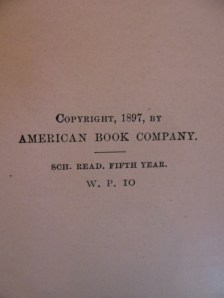 COPYRIGHT, 1897, BY
AMERICAN BOOK COMPANY.
SCH. READ. FIFTH YEAR.
W. P. 10